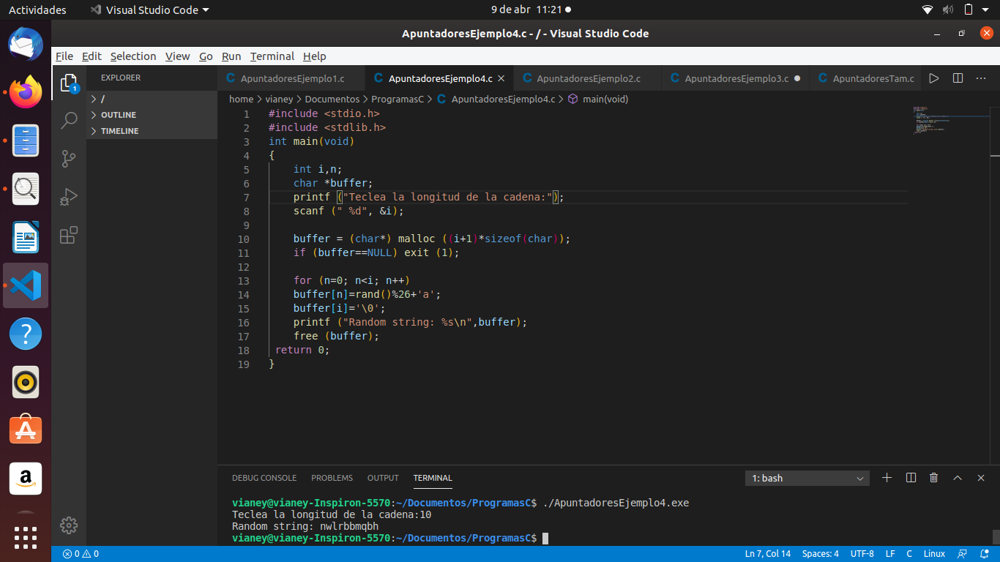 Actividades Visual Studio Code 9 de abr 11:21
ApuntadoresEjemplo4.c - / - Visual Studio Code
File Edit Selection View Go Run Terminal Help
EXPLORER
/
OUTLINE
TIMELINE
1
ApuntadoresEjemplo1.c ApuntadoresEjemplo4.c ApuntadoresEjemplo2.c ApuntadoresEjemplo3.c ApuntadoresTam.c
home > vianey > Documentos > ProgramasC > ApuntadoresEjemplo4.c > main(void)
1 #include <stdio.h>
2 #include <stdlib.h>
3 int main(void)
4 {
5 int i,n;
6 char *buffer;
7 printf ("Teclea la longitud de la cadena:");
8 scanf (" %d", &i);
9
10 buffer = (char*) malloc ((i+1)*sizeof(char));
11 if (buffer==NULL) exit (1);
12
13 for (n=0; n<i; n++)
14 buffer[n]=rand()%26+'a';
15 buffer[i]='\0';
16 printf ("Random string: %s\n",buffer);
17 free (buffer);
18 return 0;
19 }
DEBUG CONSOLE PROBLEMS OUTPUT TERMINAL 1: bash
vianey@vianey-Inspiron-5570:~/Documentos/ProgramasC$ ./ApuntadoresEjemplo4.exe
Teclea la longitud de la cadena:10
Random string: nwlrbbmqbh
vianey@vianey-Inspiron-5570:~/Documentos/ProgramasC$
0 0 Ln 7, Col 14 Spaces: 4 UTF-8 LF C Linux